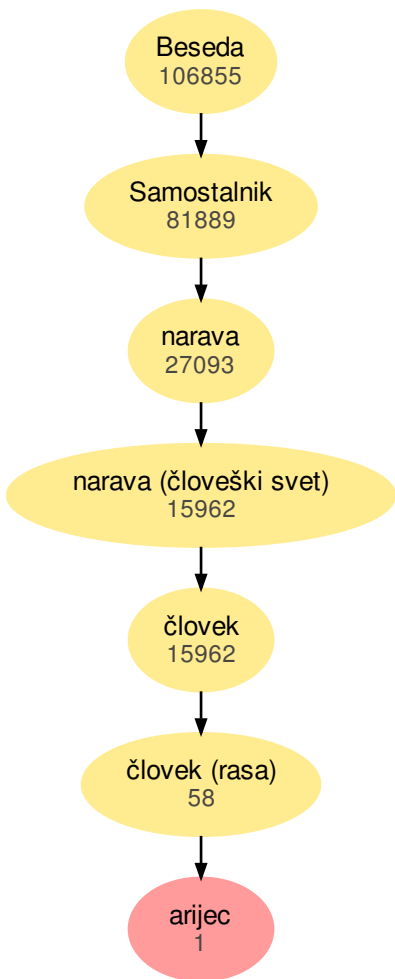 Beseda
106855
Samostalnik
81889
narava
27093
narava (človeški svet)
15962
človek
15962
človek (rasa)
58
arijec
1